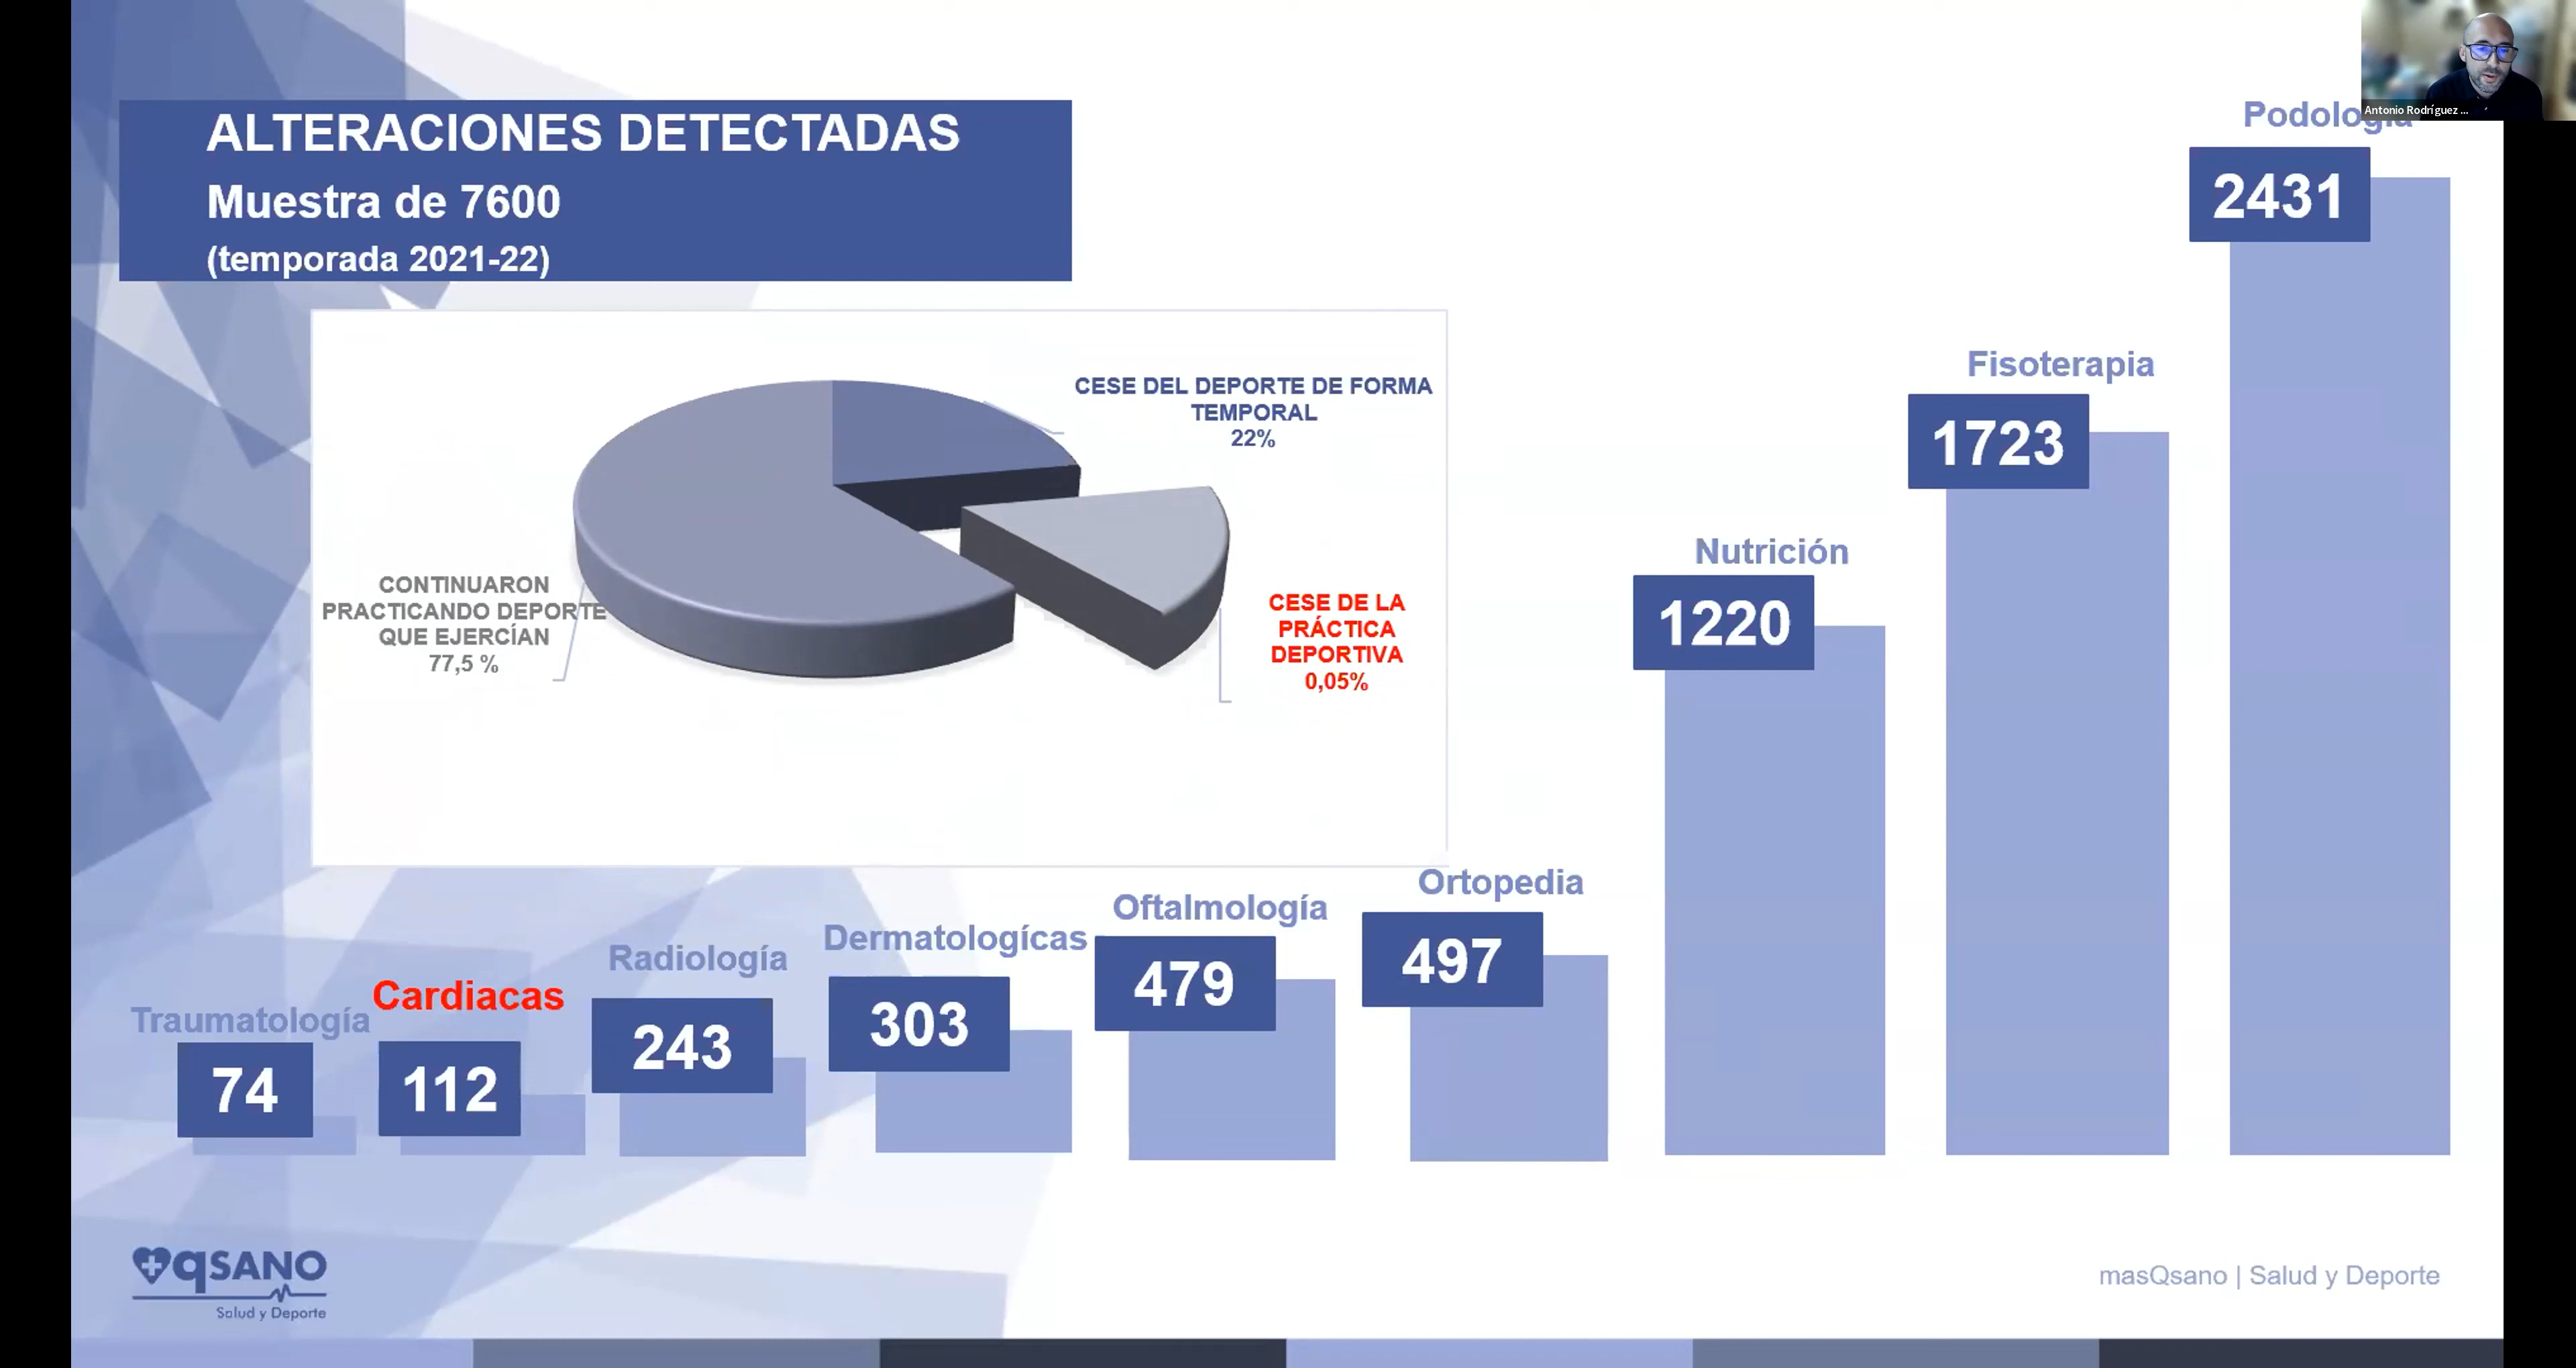 ALTERACIONES DETECTADAS
Muestra de 7600
(temporada 2021-22)
Antonio Rodríguez ...
CESE DEL DEPORTE DE FORMA
TEMPORAL
22%
CONTINUARON
PRACTICANDO DEPORTE
QUE EJERCÍAN
77,5 %
CESE DE LA
PRÁCTICA
DEPORTIVA
0,05%
Traumatología
74
Cardiacas
112
Radiología
243
Dermatologícas
303
Oftalmología
479
Ortopedia
497
Nutrición
1220
Fisoterapia
1723
Podología
2431
qSANO
Salud y Deporte
masQsano | Salud y Deporte